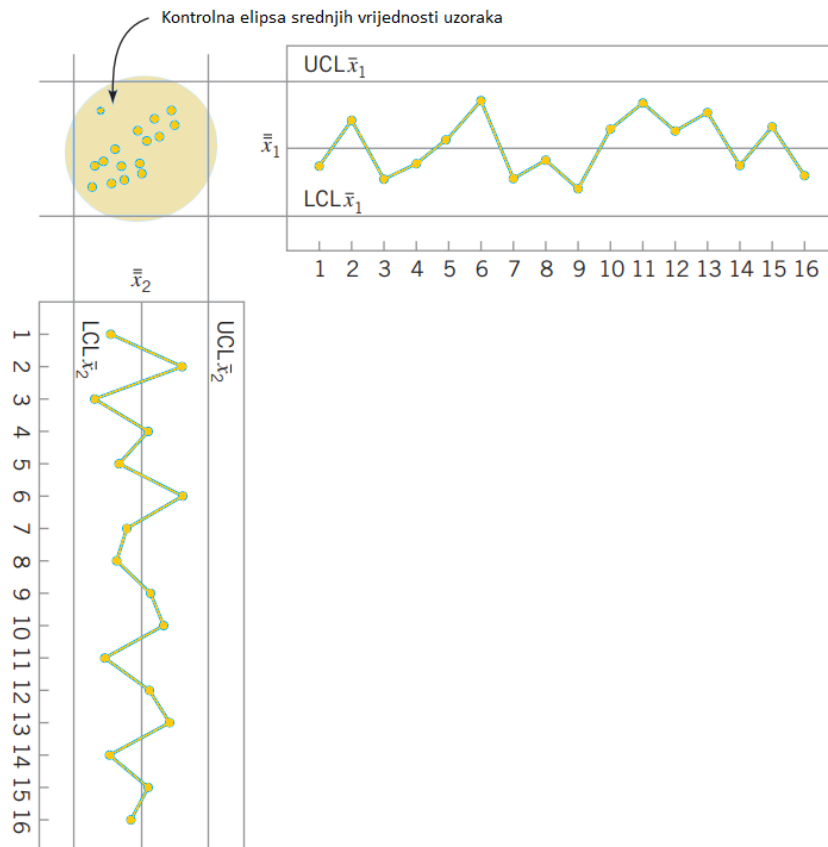 Kontrolna elipsa srednjih vrijednosti uzoraka
UCL x̄₁
x̿₁
LCL x̄₁
1 2 3 4 5 6 7 8 9 10 11 12 13 14 15 16
x̿₂
LCL x̄₂
UCL x̄₂
1
2
3
4
5
6
7
8
9
10
11
12
13
14
15
16